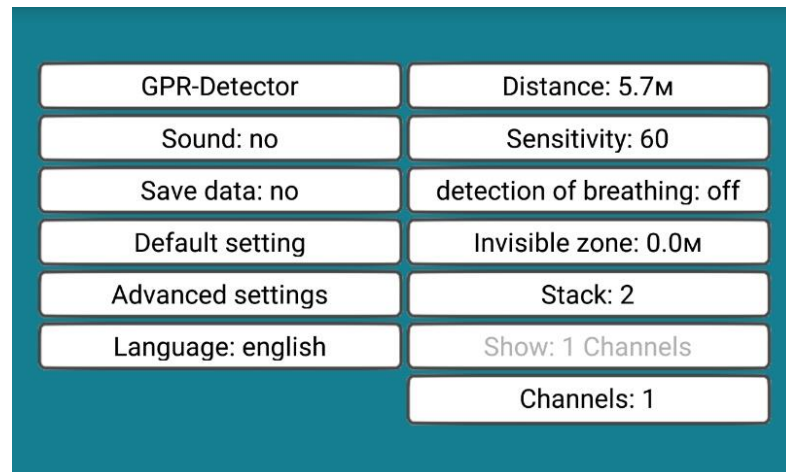 GPR-Detector
Sound: no
Save data: no
Default setting
Advanced settings
Language: english
Distance: 5.7м
Sensitivity: 60
detection of breathing: off
Invisible zone: 0.0м
Stack: 2
Show: 1 Channels
Channels: 1